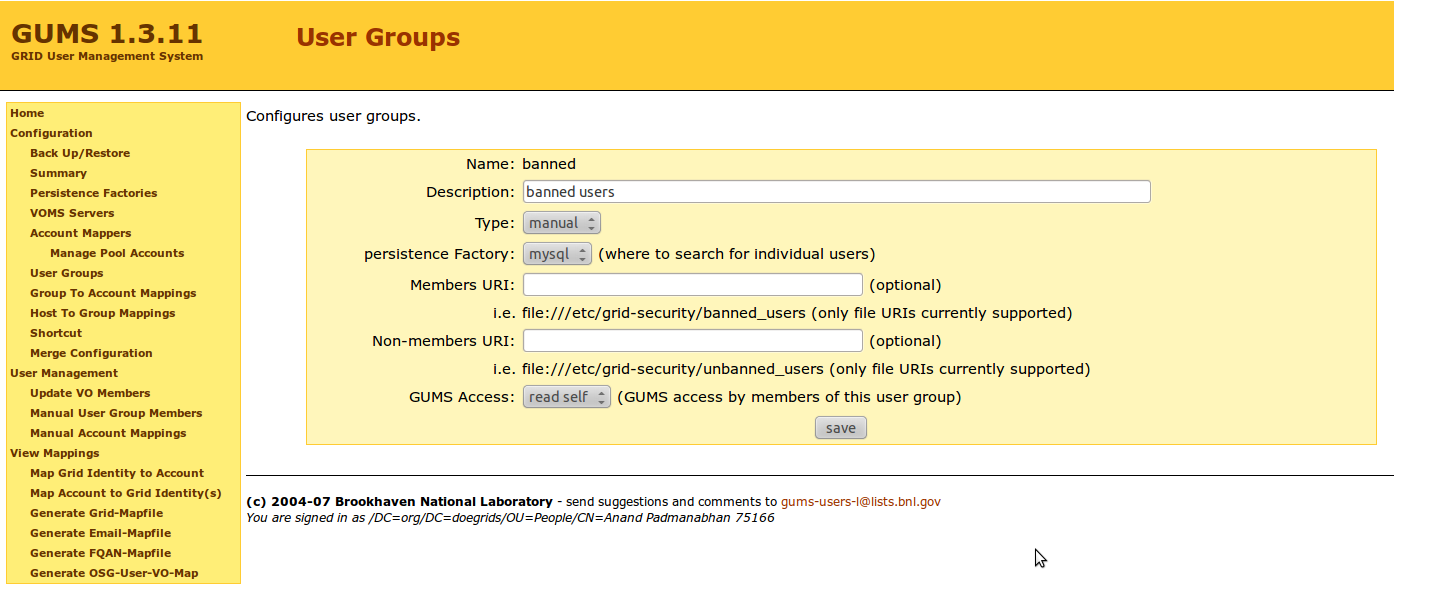 GUMS 1.3.11
GRID User Management System
User Groups
Home
Configuration
Back Up/Restore
Summary
Persistence Factories
VOMS Servers
Account Mappers
Manage Pool Accounts
User Groups
Group To Account Mappings
Host To Group Mappings
Shortcut
Merge Configuration
User Management
Update VO Members
Manual User Group Members
Manual Account Mappings
View Mappings
Map Grid Identity to Account
Map Account to Grid Identity(s)
Generate Grid-Mapfile
Generate Email-Mapfile
Generate FQAN-Mapfile
Generate OSG-User-VO-Map
Configures user groups.
Name: banned
Description: banned users
Type: manual
persistence Factory: mysql (where to search for individual users)
Members URI: (optional)
i.e. file:///etc/grid-security/banned_users (only file URIs currently supported)
Non-members URI: (optional)
i.e. file:///etc/grid-security/unbanned_users (only file URIs currently supported)
GUMS Access: read self (GUMS access by members of this user group)
save
(c) 2004-07 Brookhaven National Laboratory - send suggestions and comments to gums-users-l@lists.bnl.gov
You are signed in as /DC=org/DC=doegrids/OU=People/CN=Anand Padmanabhan 75166